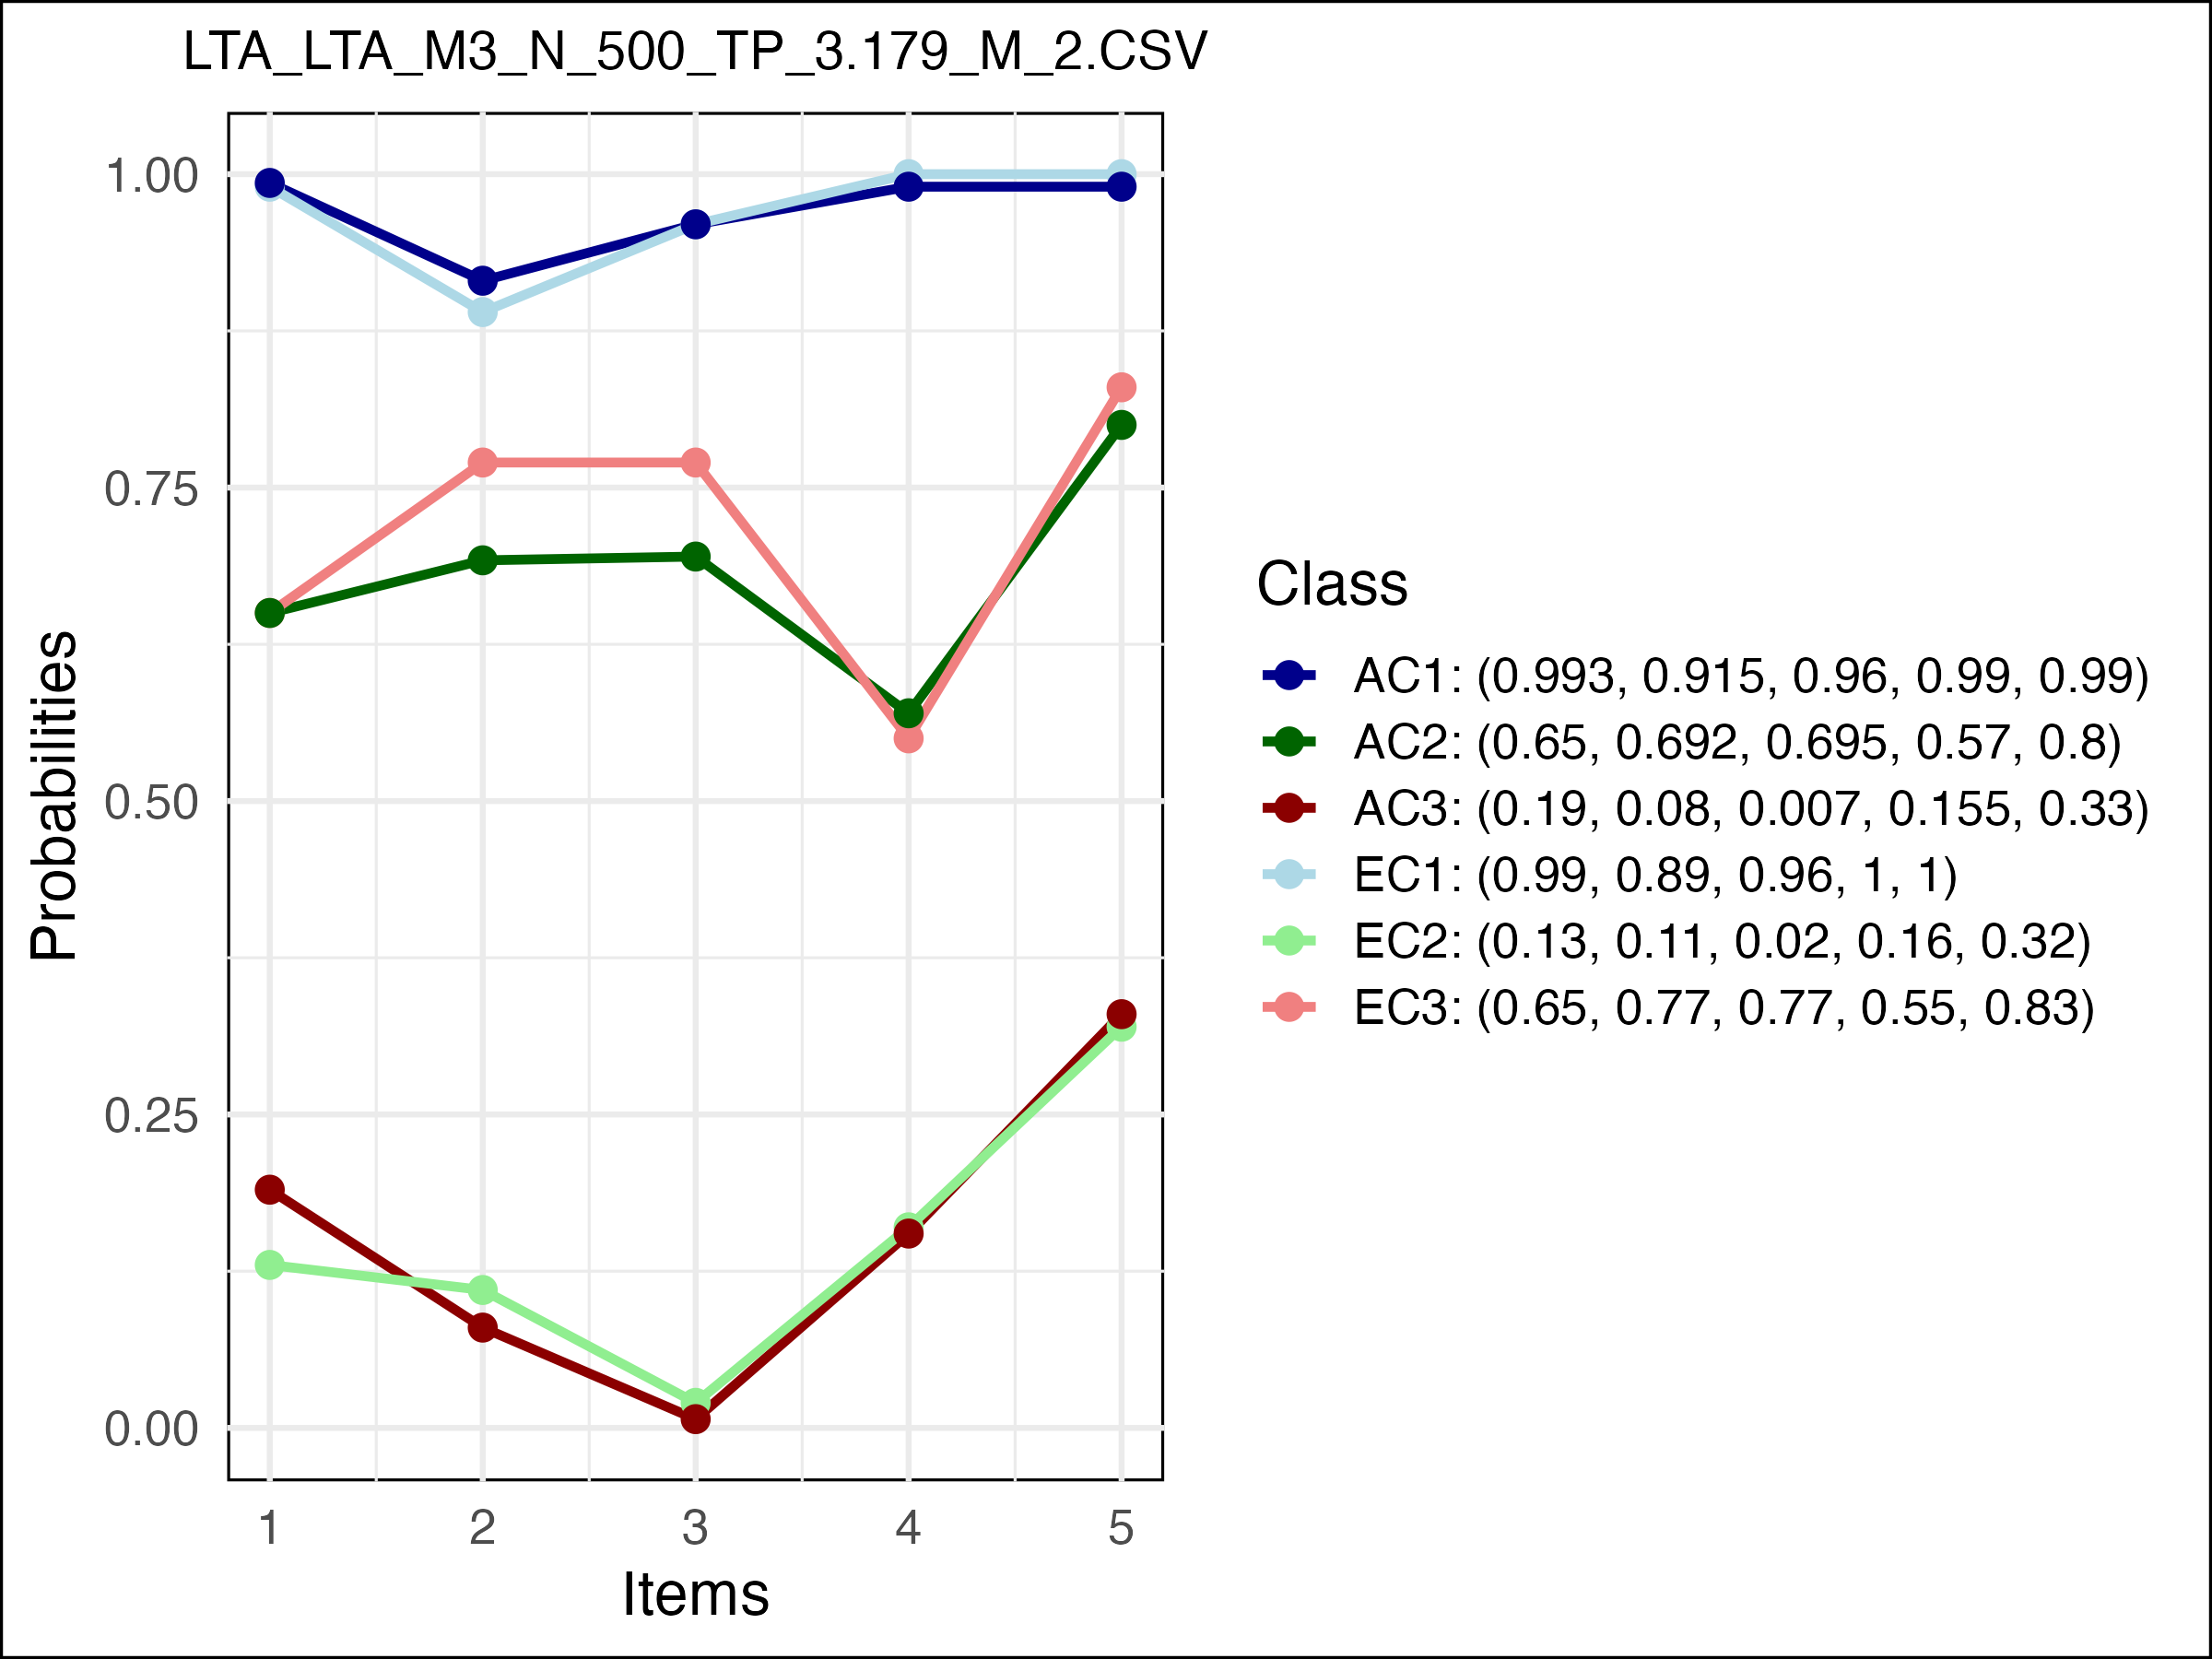 LTA_LTA_M3_N_500_TP_3.179_M_2.CSV
1.00
0.75
0.50
0.25
0.00
Probabilities
1 2 3 4 5
Items
Class
AC1: (0.993, 0.915, 0.96, 0.99, 0.99)
AC2: (0.65, 0.692, 0.695, 0.57, 0.8)
AC3: (0.19, 0.08, 0.007, 0.155, 0.33)
EC1: (0.99, 0.89, 0.96, 1, 1)
EC2: (0.13, 0.11, 0.02, 0.16, 0.32)
EC3: (0.65, 0.77, 0.77, 0.55, 0.83)